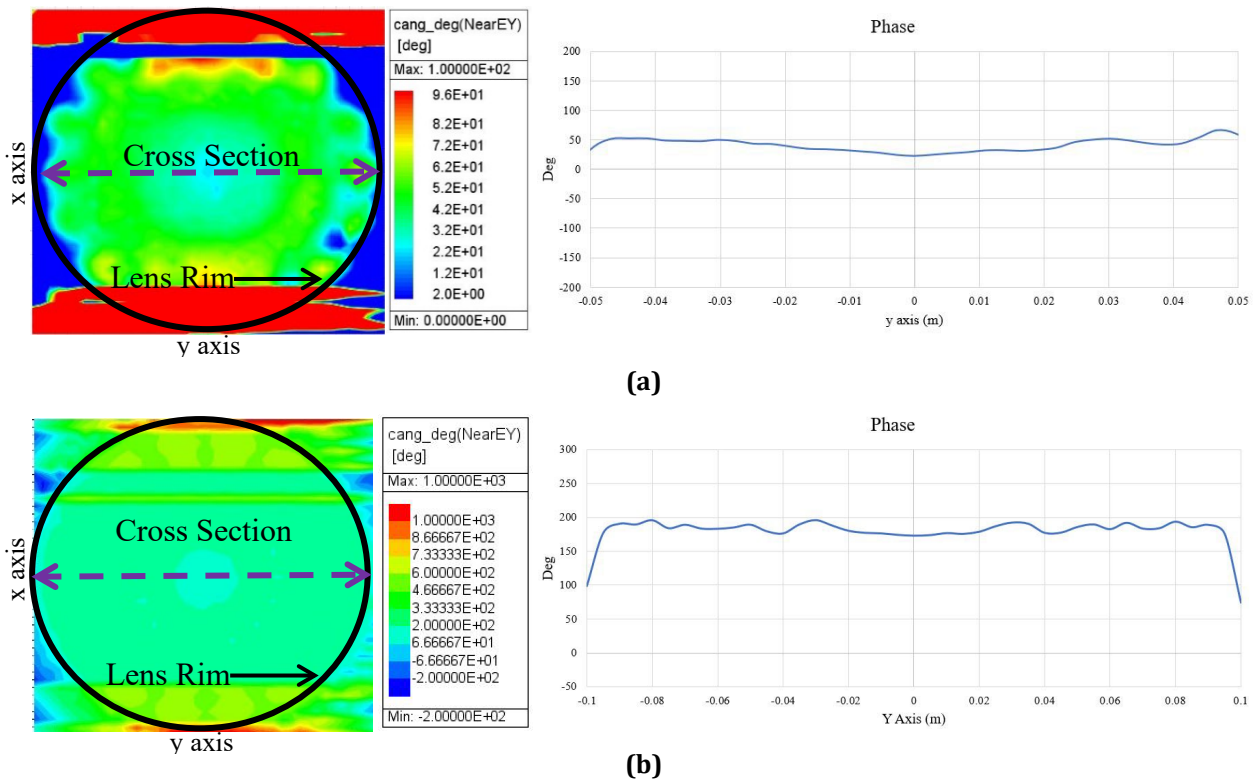 cang_deg(NearEY)
[deg]
Max: 1.00000E+02
9.6E+01
8.2E+01
7.2E+01
6.2E+01
5.2E+01
4.2E+01
3.2E+01
2.2E+01
1.2E+01
2.0E+00
Min: 0.00000E+00
x axis
Cross Section
Lens Rim
y axis
Phase
Deg
200
150
100
50
0
-50
-100
-150
-200
-0.05 -0.04 -0.03 -0.02 -0.01 0 0.01 0.02 0.03 0.04 0.05
y axis (m)
(a)
cang_deg(NearEY)
[deg]
Max: 1.00000E+03
1.00000E+03
8.66667E+02
7.33333E+02
6.00000E+02
4.66667E+02
3.33333E+02
2.00000E+02
6.66667E+01
-6.66667E+01
-2.00000E+02
Min: -2.00000E+02
x axis
Cross Section
Lens Rim
y axis
Phase
Deg
300
250
200
150
100
50
0
-50
-0.1 -0.08 -0.06 -0.04 -0.02 0 0.02 0.04 0.06 0.08 0.1
Y Axis (m)
(b)